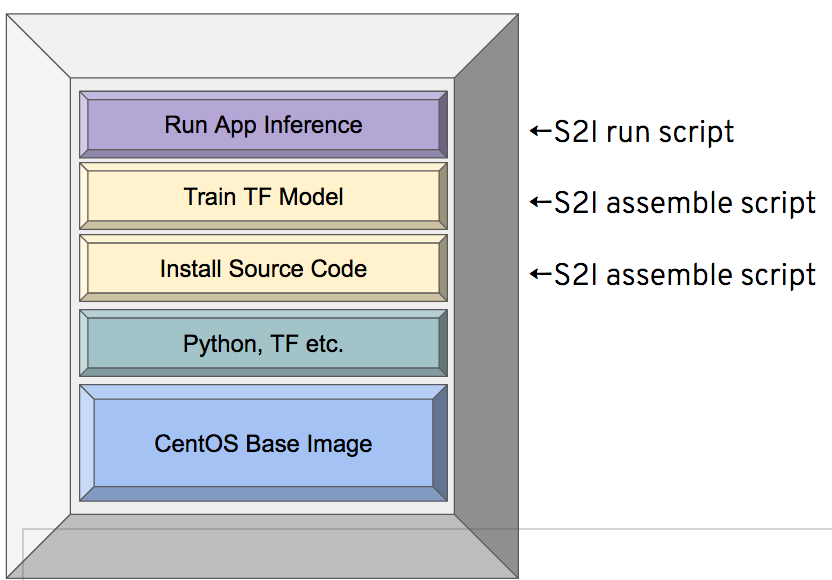 Run App Inference
←S2I run script
Train TF Model
←S2I assemble script
Install Source Code
←S2I assemble script
Python, TF etc.
CentOS Base Image